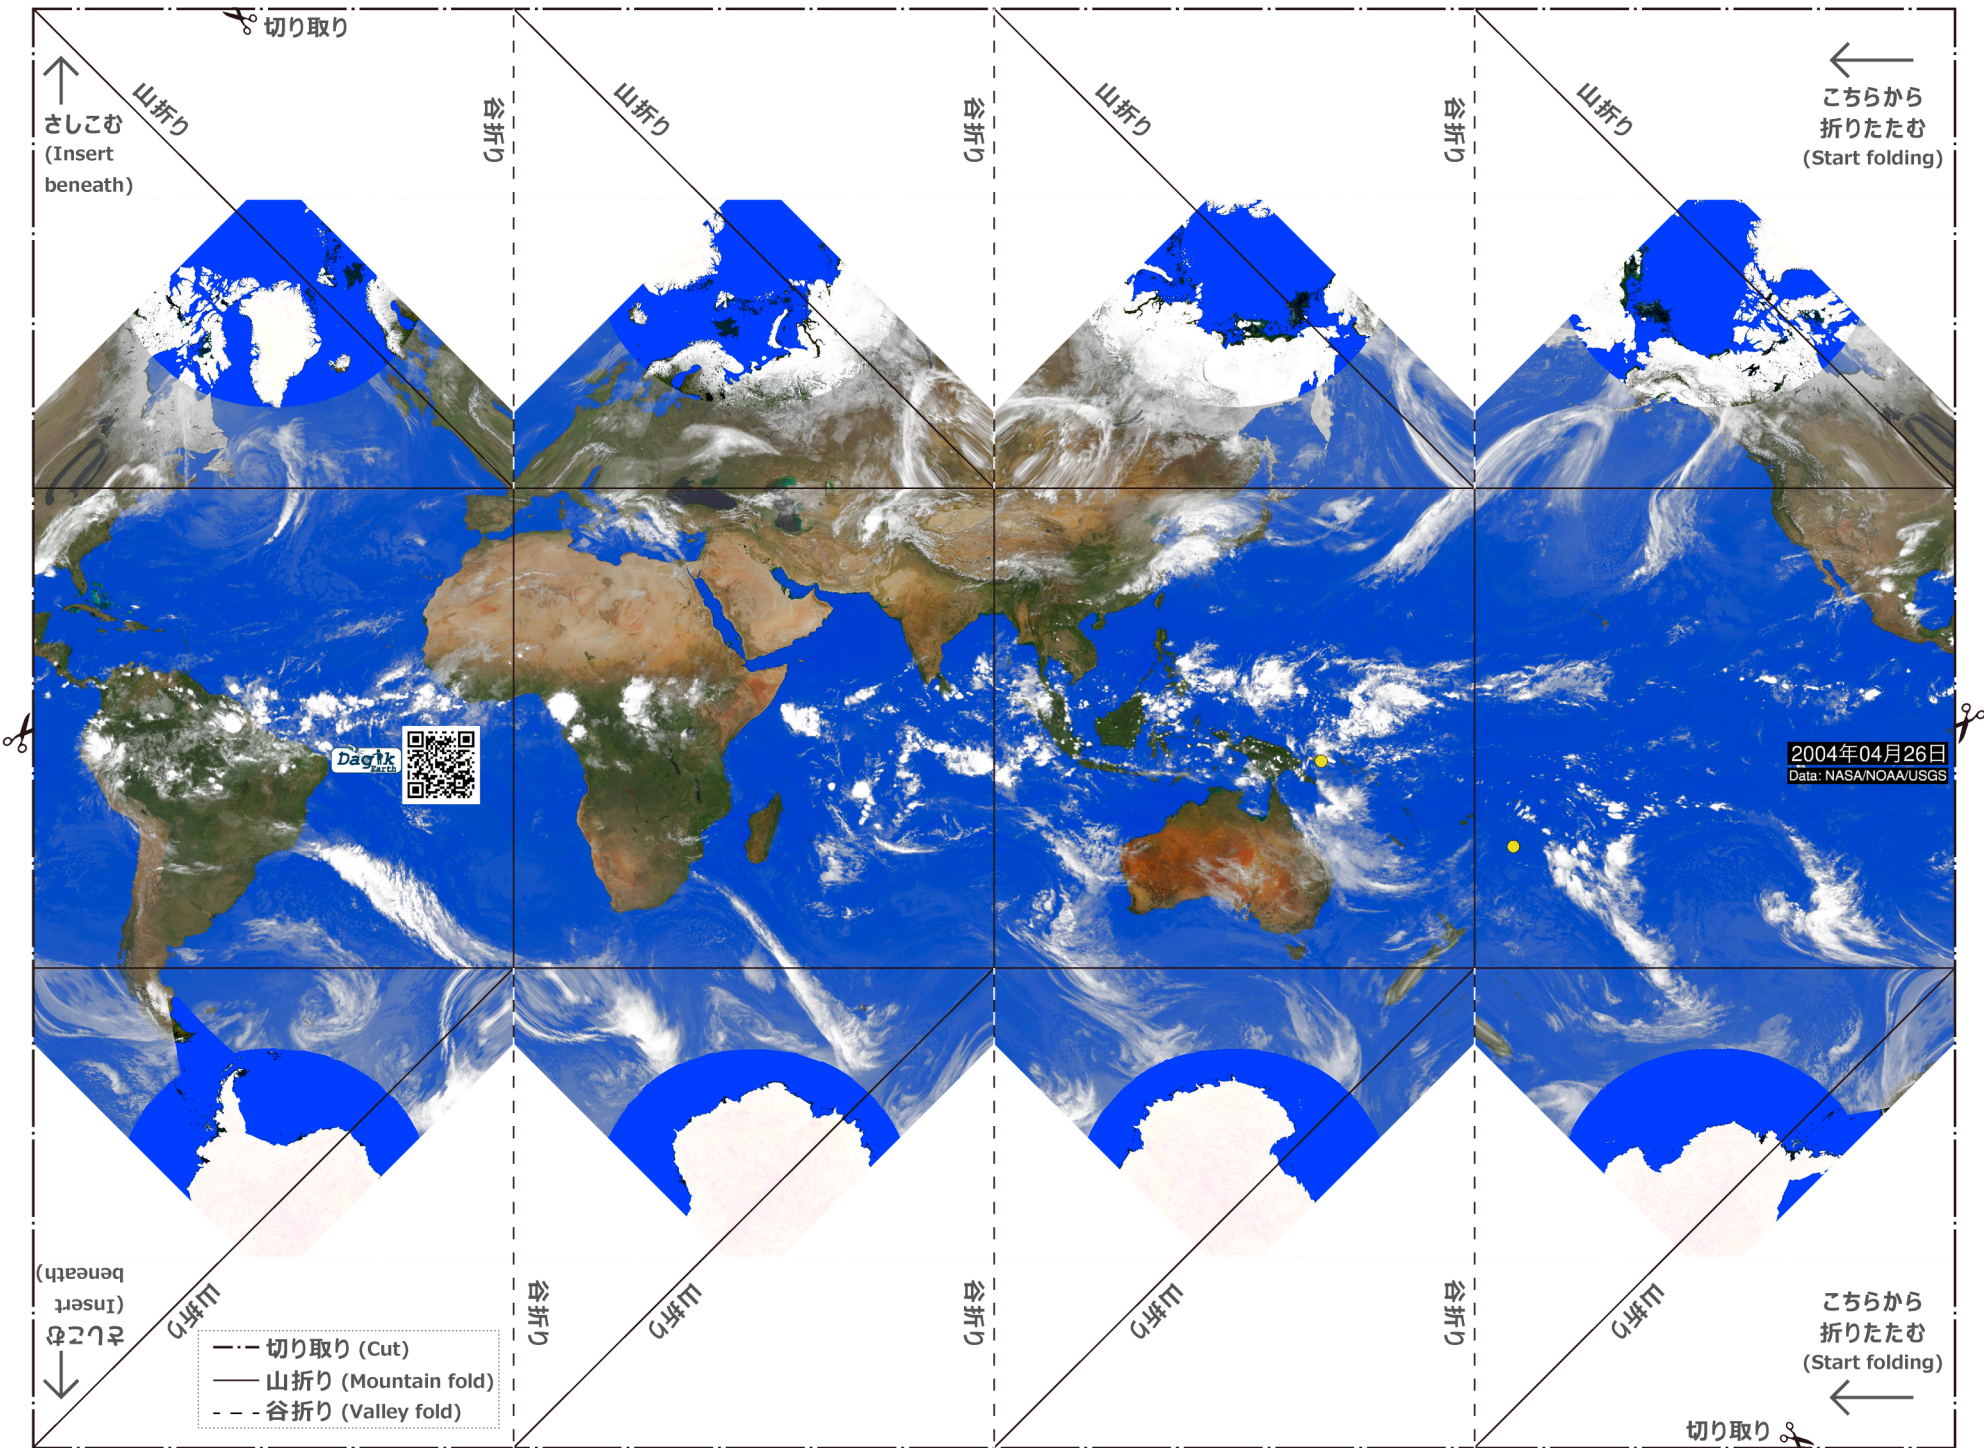 切り取り
山折り
谷折り
山折り
谷折り
山折り
谷折り
山折り
さしこむ
(Insert
beneath)
こちらから
折りたたむ
(Start folding)
Dagik
Earth
2004年04月26日
Data: NASA/NOAA/USGS
さしこむ
(Insert
beneath)
山折り
谷折り
山折り
谷折り
山折り
谷折り
山折り
切り取り (Cut)
山折り (Mountain fold)
谷折り (Valley fold)
こちらから
折りたたむ
(Start folding)
切り取り